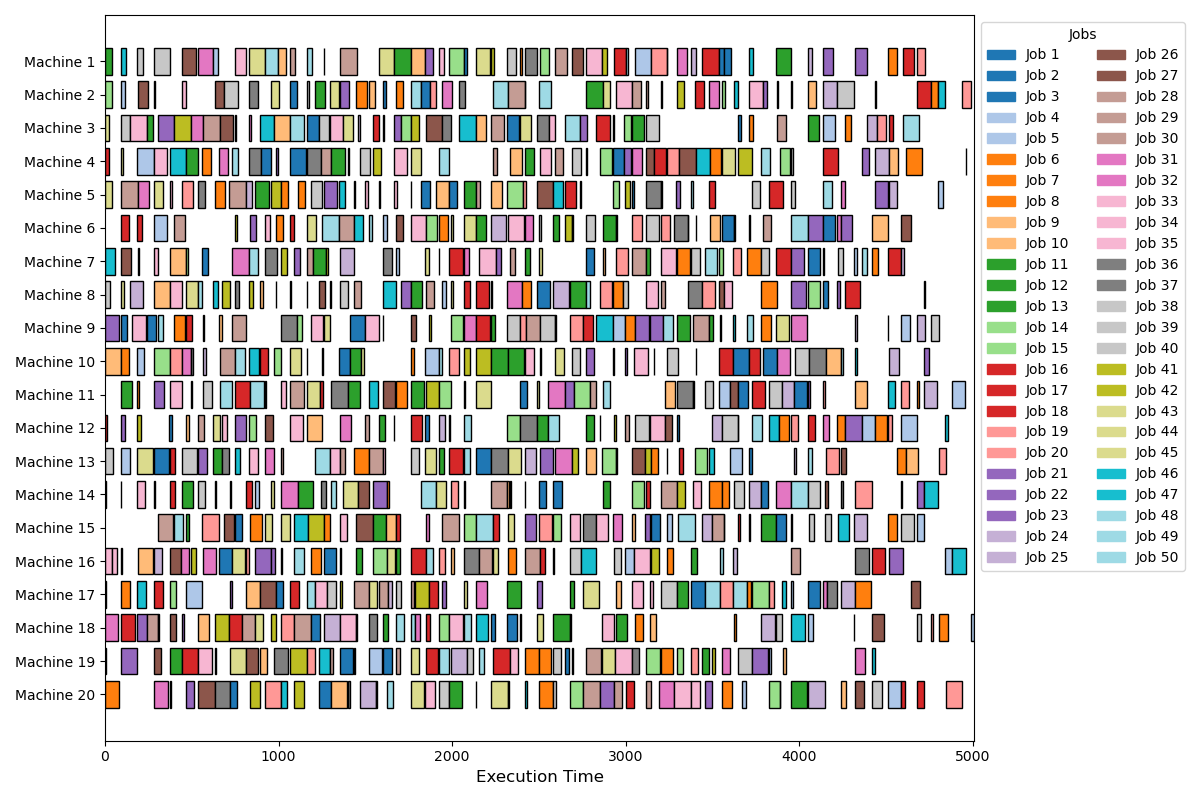 Machine 1
Machine 2
Machine 3
Machine 4
Machine 5
Machine 6
Machine 7
Machine 8
Machine 9
Machine 10
Machine 11
Machine 12
Machine 13
Machine 14
Machine 15
Machine 16
Machine 17
Machine 18
Machine 19
Machine 20
0 1000 2000 3000 4000 5000
Execution Time
Jobs
Job 1 Job 26
Job 2 Job 27
Job 3 Job 28
Job 4 Job 29
Job 5 Job 30
Job 6 Job 31
Job 7 Job 32
Job 8 Job 33
Job 9 Job 34
Job 10 Job 35
Job 11 Job 36
Job 12 Job 37
Job 13 Job 38
Job 14 Job 39
Job 15 Job 40
Job 16 Job 41
Job 17 Job 42
Job 18 Job 43
Job 19 Job 44
Job 20 Job 45
Job 21 Job 46
Job 22 Job 47
Job 23 Job 48
Job 24 Job 49
Job 25 Job 50